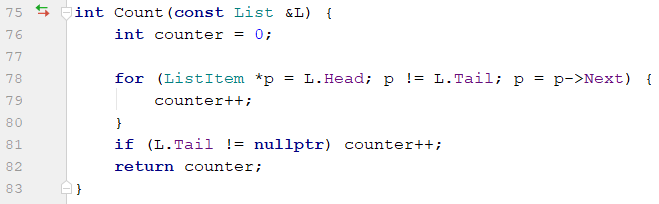 75 int Count(const List &L) {
76     int counter = 0;
77
78     for (ListItem *p = L.Head; p != L.Tail; p = p->Next) {
79         counter++;
80     }
81     if (L.Tail != nullptr) counter++;
82     return counter;
83 }